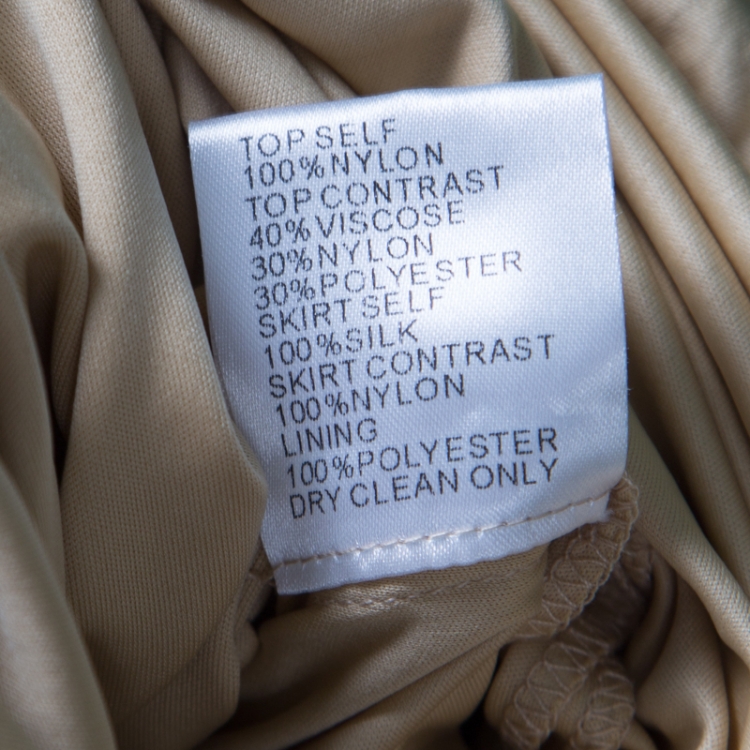 TOP SELF
100%NYLON
TOP CONTRAST
40%VISCOSE
30%NYLON
30%POLYESTER
SKIRT SELF
100%SILK
SKIRT CONTRAST
100%NYLON
LINING
100%POLYESTER
DRY CLEAN ONLY